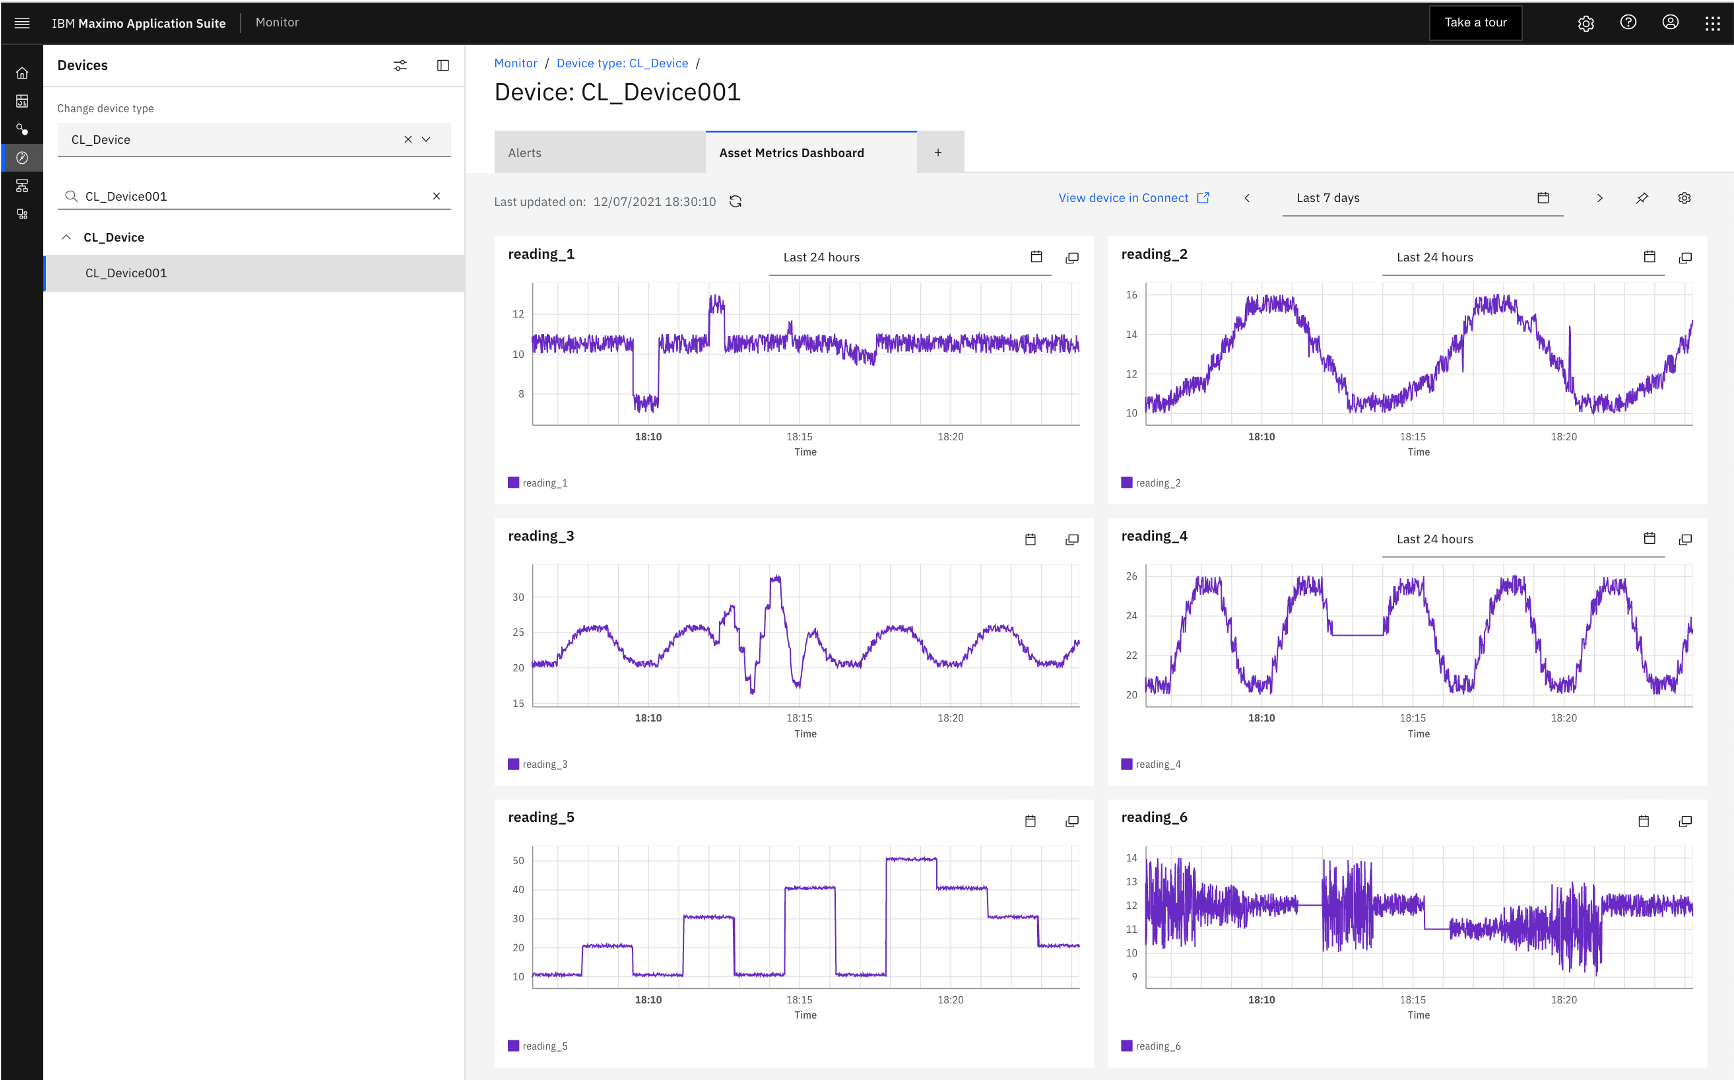 IBM Maximo Application Suite Monitor Take a tour
Devices
Change device type
CL_Device
CL_Device001
CL_Device
CL_Device001
Monitor / Device type: CL_Device /
Device: CL_Device001
Alerts Asset Metrics Dashboard +
Last updated on: 12/07/2021 18:30:10 View device in Connect Last 7 days
reading_1 Last 24 hours
12
10
8
18:10 18:15 18:20
Time
reading_1
reading_2 Last 24 hours
16
14
12
10
18:10 18:15 18:20
Time
reading_2
reading_3
30
25
20
15
18:10 18:15 18:20
Time
reading_3
reading_4 Last 24 hours
26
24
22
20
18:10 18:15 18:20
Time
reading_4
reading_5
50
40
30
20
10
18:10 18:15 18:20
Time
reading_5
reading_6
14
13
12
11
10
9
18:10 18:15 18:20
Time
reading_6